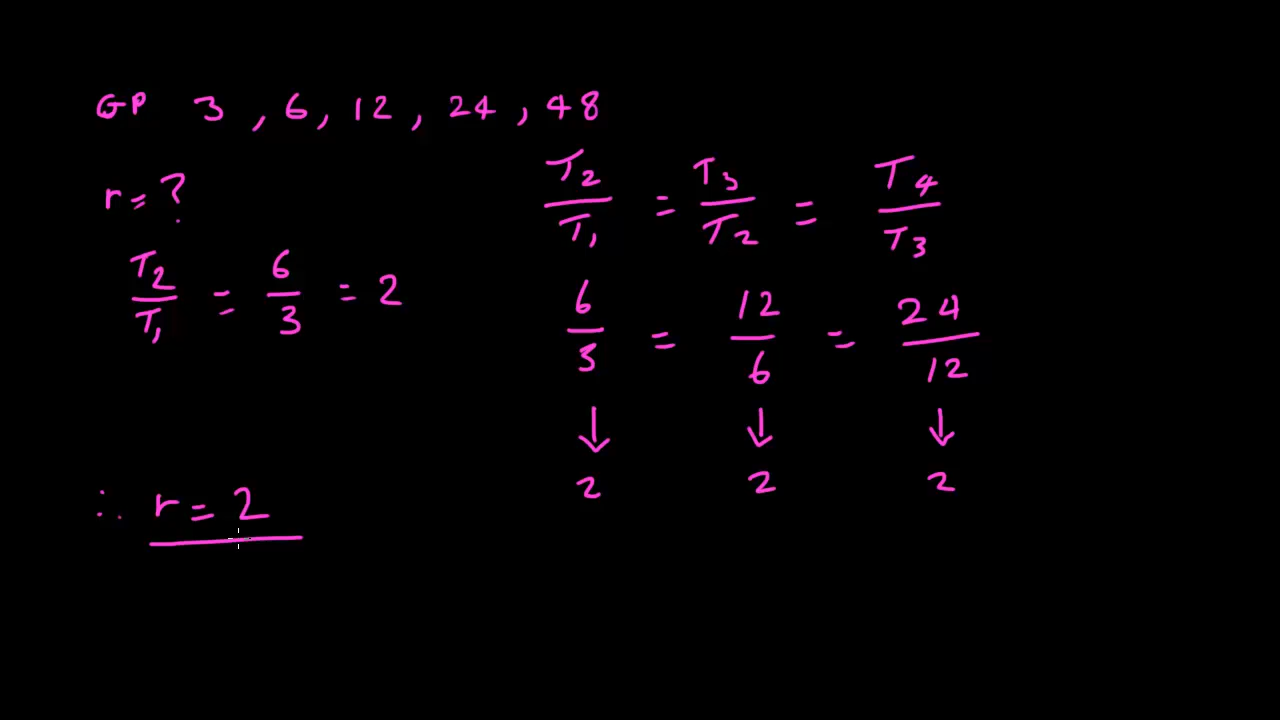 GP 3 , 6 , 12 , 24 , 48
r = ?
T2/T1 = 6/3 = 2
T2/T1 = T3/T2 = T4/T3
6/3 = 12/6 = 24/12
↓ ↓ ↓
2 2 2
∴ r = 2